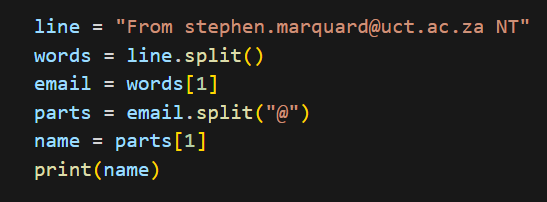 line = "From stephen.marquard@uct.ac.za NT"
words = line.split()
email = words[1]
parts = email.split("@")
name = parts[1]
print(name)